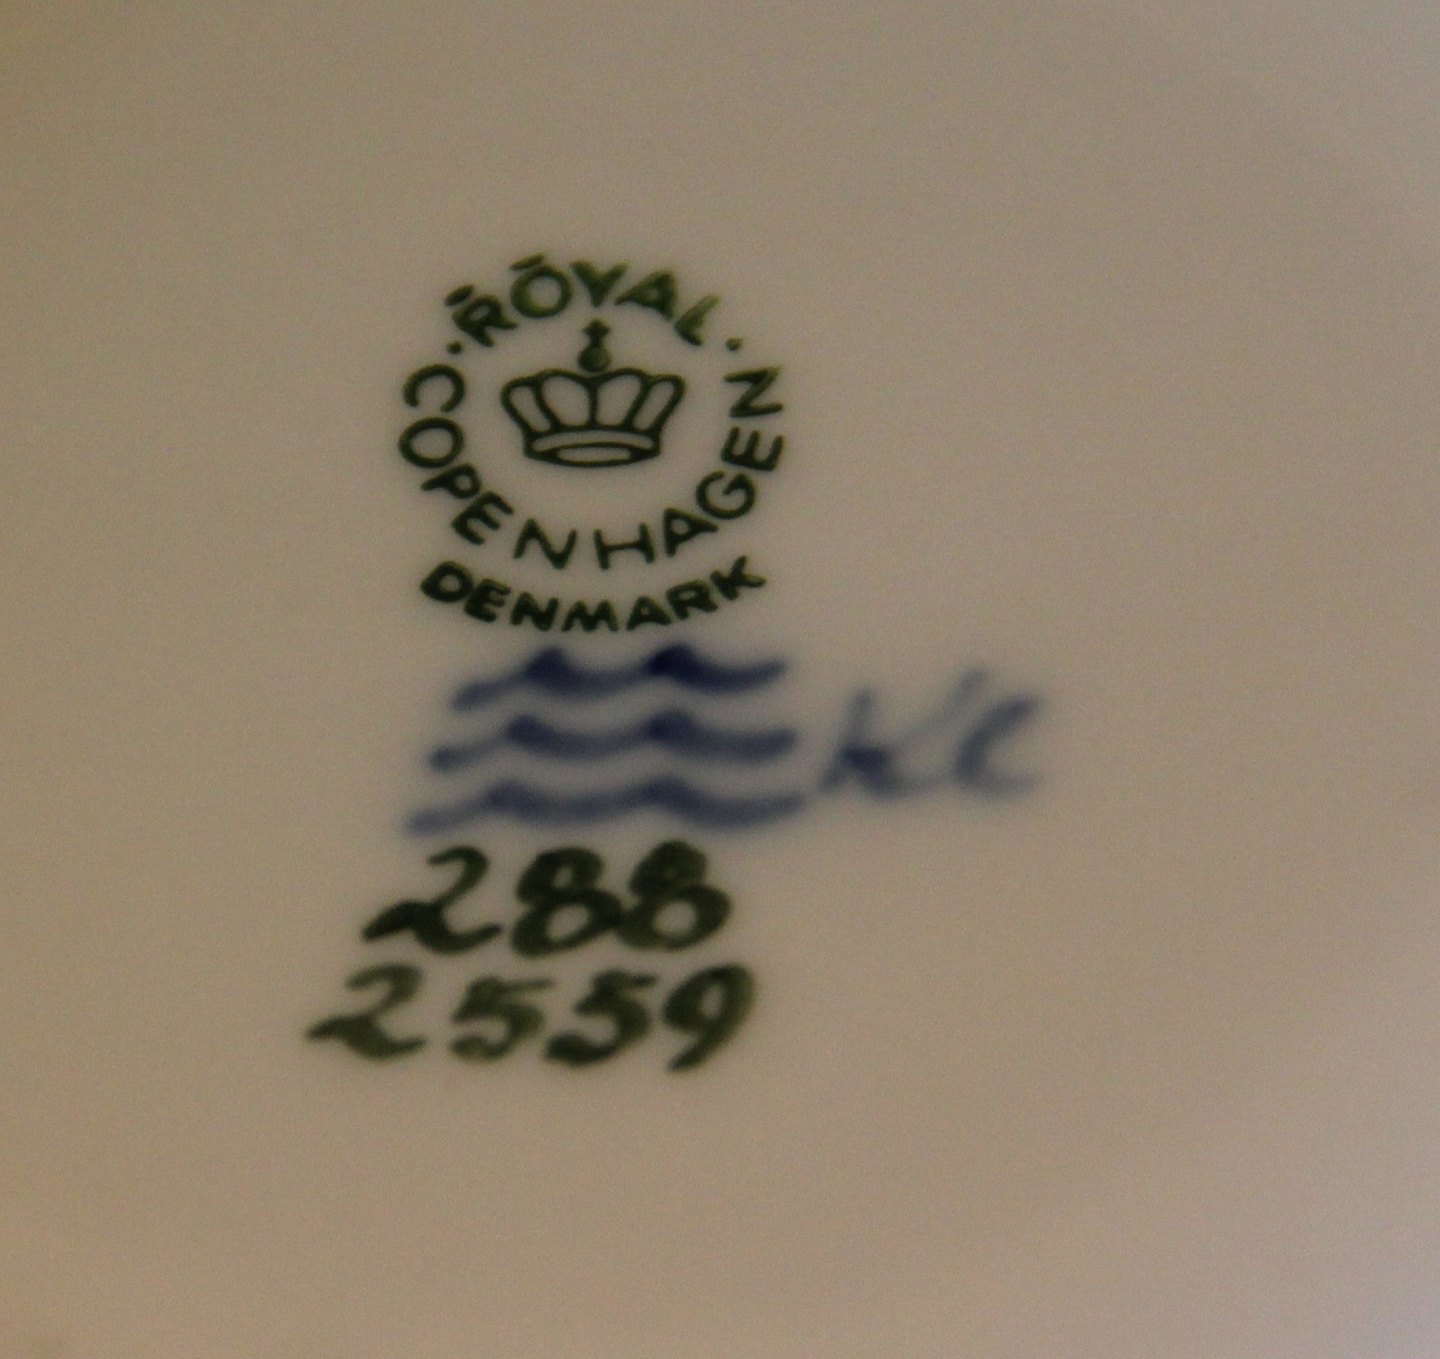 ROYAL
COPENHAGEN
DENMARK
288
2559